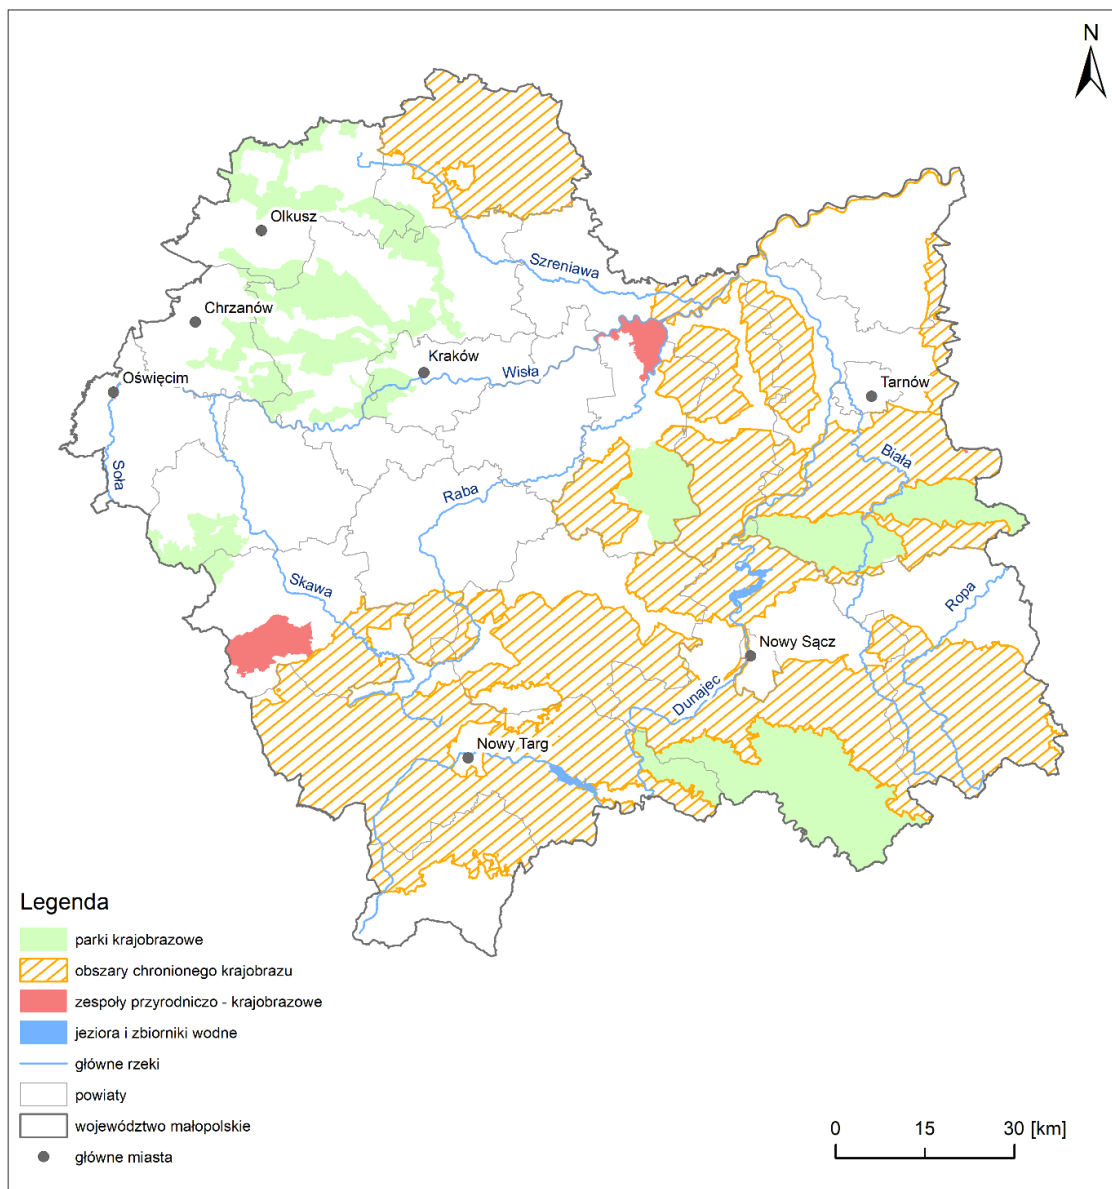 N
Olkusz
Szreniawa
Chrzanów
Kraków
Wisła
Oświęcim
Tarnów
Biała
Soła
Raba
Skawa
Ropa
Nowy Sącz
Dunajec
Nowy Targ
Legenda
parki krajobrazowe
obszary chronionego krajobrazu
zespoły przyrodniczo - krajobrazowe
jeziora i zbiorniki wodne
główne rzeki
powiaty
województwo małopolskie
główne miasta
0 15 30 [km]